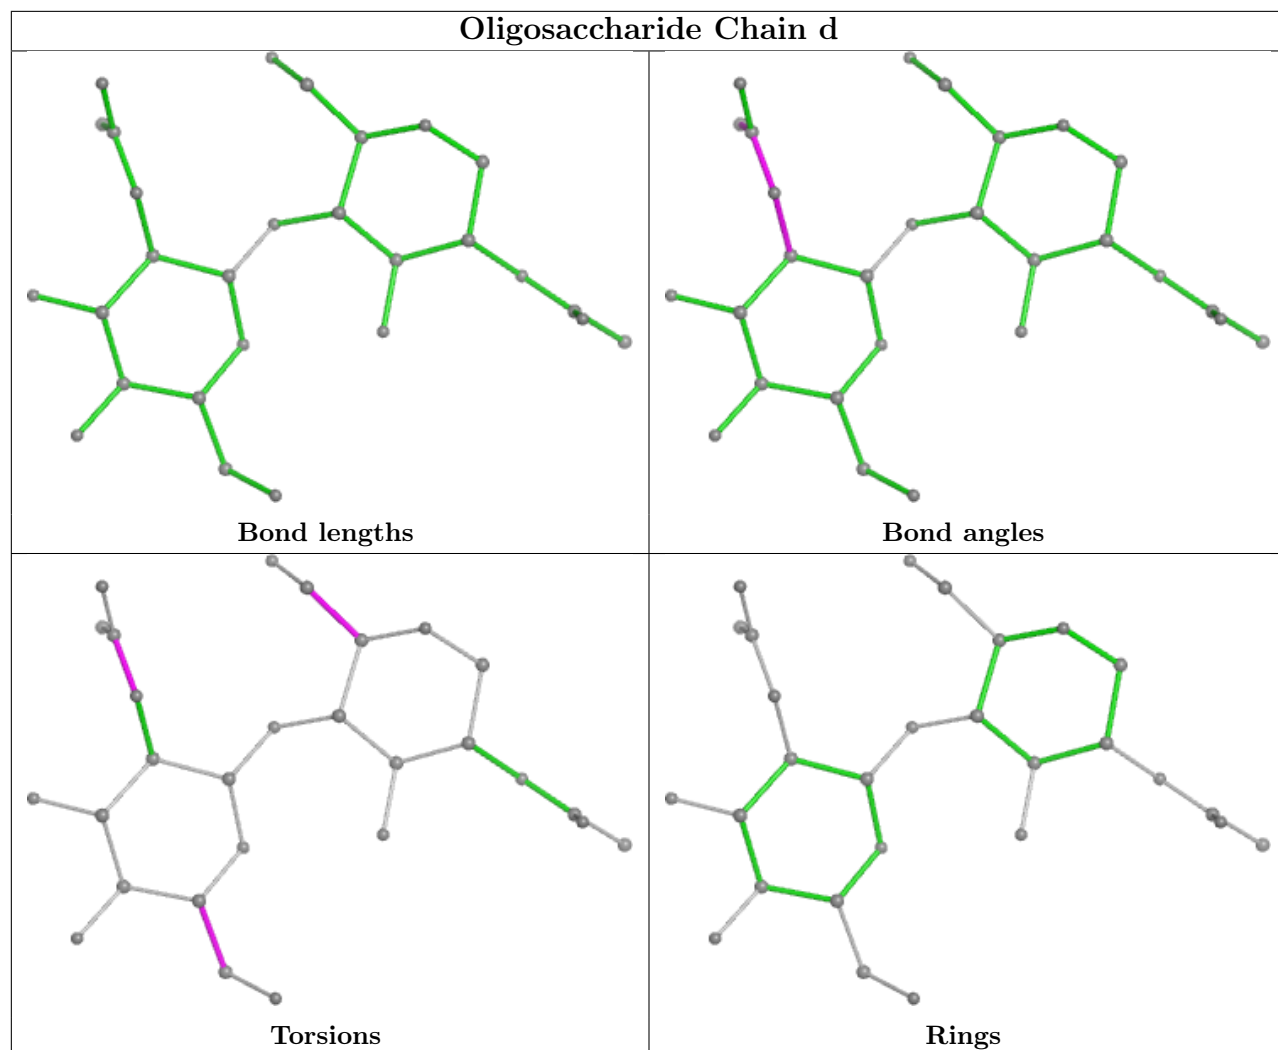 Oligosaccharide Chain d
Bond lengths
Bond angles
Torsions
Rings